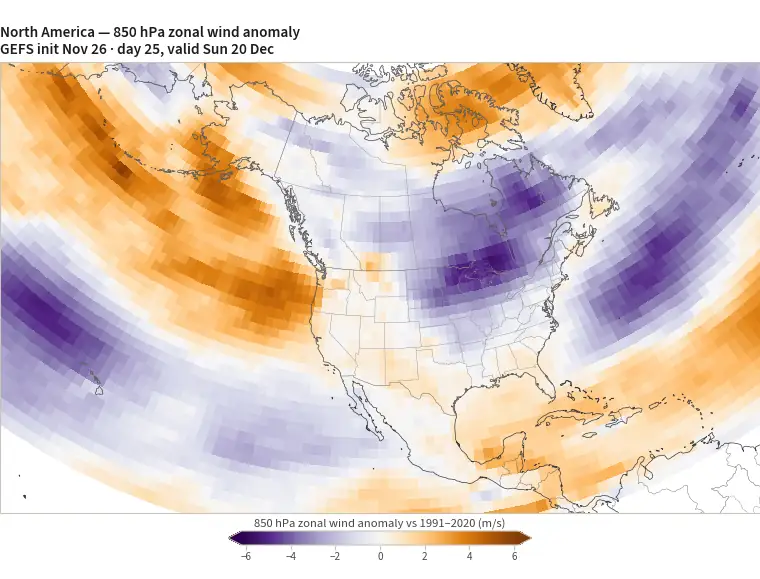 North America — 850 hPa zonal wind anomaly
GEFS init Nov 26 · day 25, valid Sun 20 Dec
850 hPa zonal wind anomaly vs 1991–2020 (m/s)
−6 −4 −2 0 2 4 6